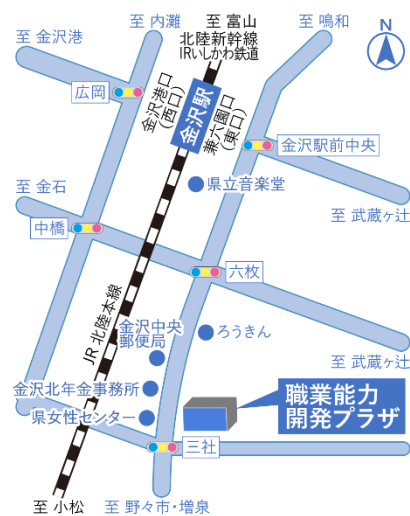 至 内灘
至 富山
北陸新幹線
IRいしかわ鉄道
至 鳴和
N
至 金沢港
広岡
金沢港口
(西口)
金沢駅
兼六園口
(東口)
金沢駅前中央
県立音楽堂
至 金石
至 武蔵ヶ辻
中橋
六枚
JR 北陸本線
金沢中央
郵便局
ろうきん
至 武蔵ヶ辻
金沢北年金事務所
職業能力
開発プラザ
県女性センター
三社
至 小松
至 野々市・増泉